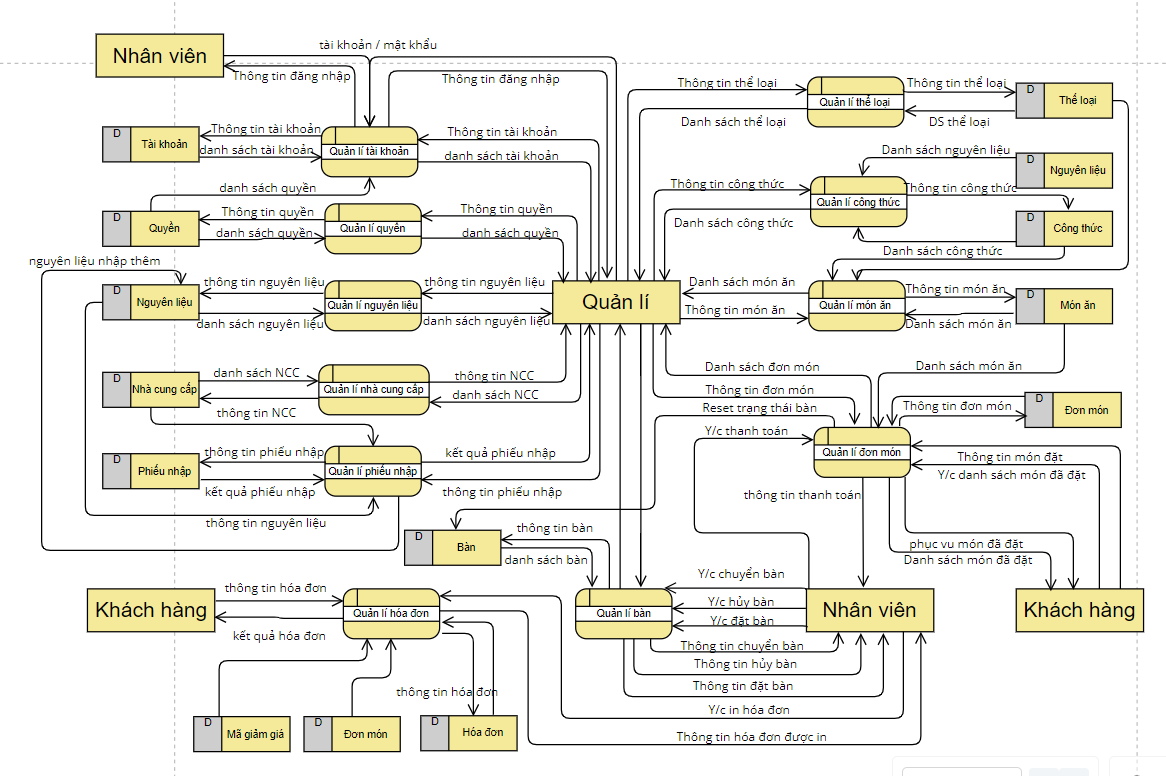 tài khoản / mật khẩu
Nhân viên
Thông tin đăng nhập
Thông tin đăng nhập
Thông tin thể loại
Thông tin thể loại
D
Thể loại
Quản lí thể loại
Danh sách thể loại
DS thể loại
D
Tài khoản
Thông tin tài khoản
danh sách tài khoản
Quản lí tài khoản
Thông tin tài khoản
danh sách tài khoản
Danh sách nguyên liệu
D
Nguyên liệu
danh sách quyền
Thông tin công thức
Quản lí công thức
Thông tin công thức
D
Công thức
Danh sách công thức
Danh sách công thức
D
Quyền
Thông tin quyền
danh sách quyền
Quản lí quyền
Thông tin quyền
danh sách quyền
nguyên liệu nhập thêm
D
Nguyên liệu
thông tin nguyên liệu
danh sách nguyên liệu
Quản lí nguyên liệu
thông tin nguyên liệu
danh sách nguyên liệu
Quản lí
Danh sách món ăn
Thông tin món ăn
Quản lí món ăn
Thông tin món ăn
Danh sách món ăn
D
Món ăn
D
Nhà cung cấp
danh sách NCC
thông tin NCC
Quản lí nhà cung cấp
thông tin NCC
danh sách NCC
Danh sách đơn món
Danh sách món ăn
Thông tin đơn món
Reset trạng thái bàn
Thông tin đơn món
D
Đơn món
Y/c thanh toán
Quản lí đơn món
Thông tin món đặt
Y/c danh sách món đã đặt
D
Phiếu nhập
thông tin phiếu nhập
kết quả phiếu nhập
Quản lí phiếu nhập
kết quả phiếu nhập
thông tin phiếu nhập
thông tin nguyên liệu
thông tin thanh toán
D
Bàn
thông tin bàn
danh sách bàn
phục vu món đã đặt
Danh sách món đã đặt
Khách hàng
thông tin hóa đơn
kết quả hóa đơn
Quản lí hóa đơn
Quản lí bàn
Y/c chuyển bàn
Y/c hủy bàn
Y/c đặt bàn
Nhân viên
Khách hàng
Thông tin chuyển bàn
Thông tin hủy bàn
Thông tin đặt bàn
thông tin hóa đơn
Y/c in hóa đơn
D
Mã giảm giá
D
Đơn món
D
Hóa đơn
Thông tin hóa đơn được in